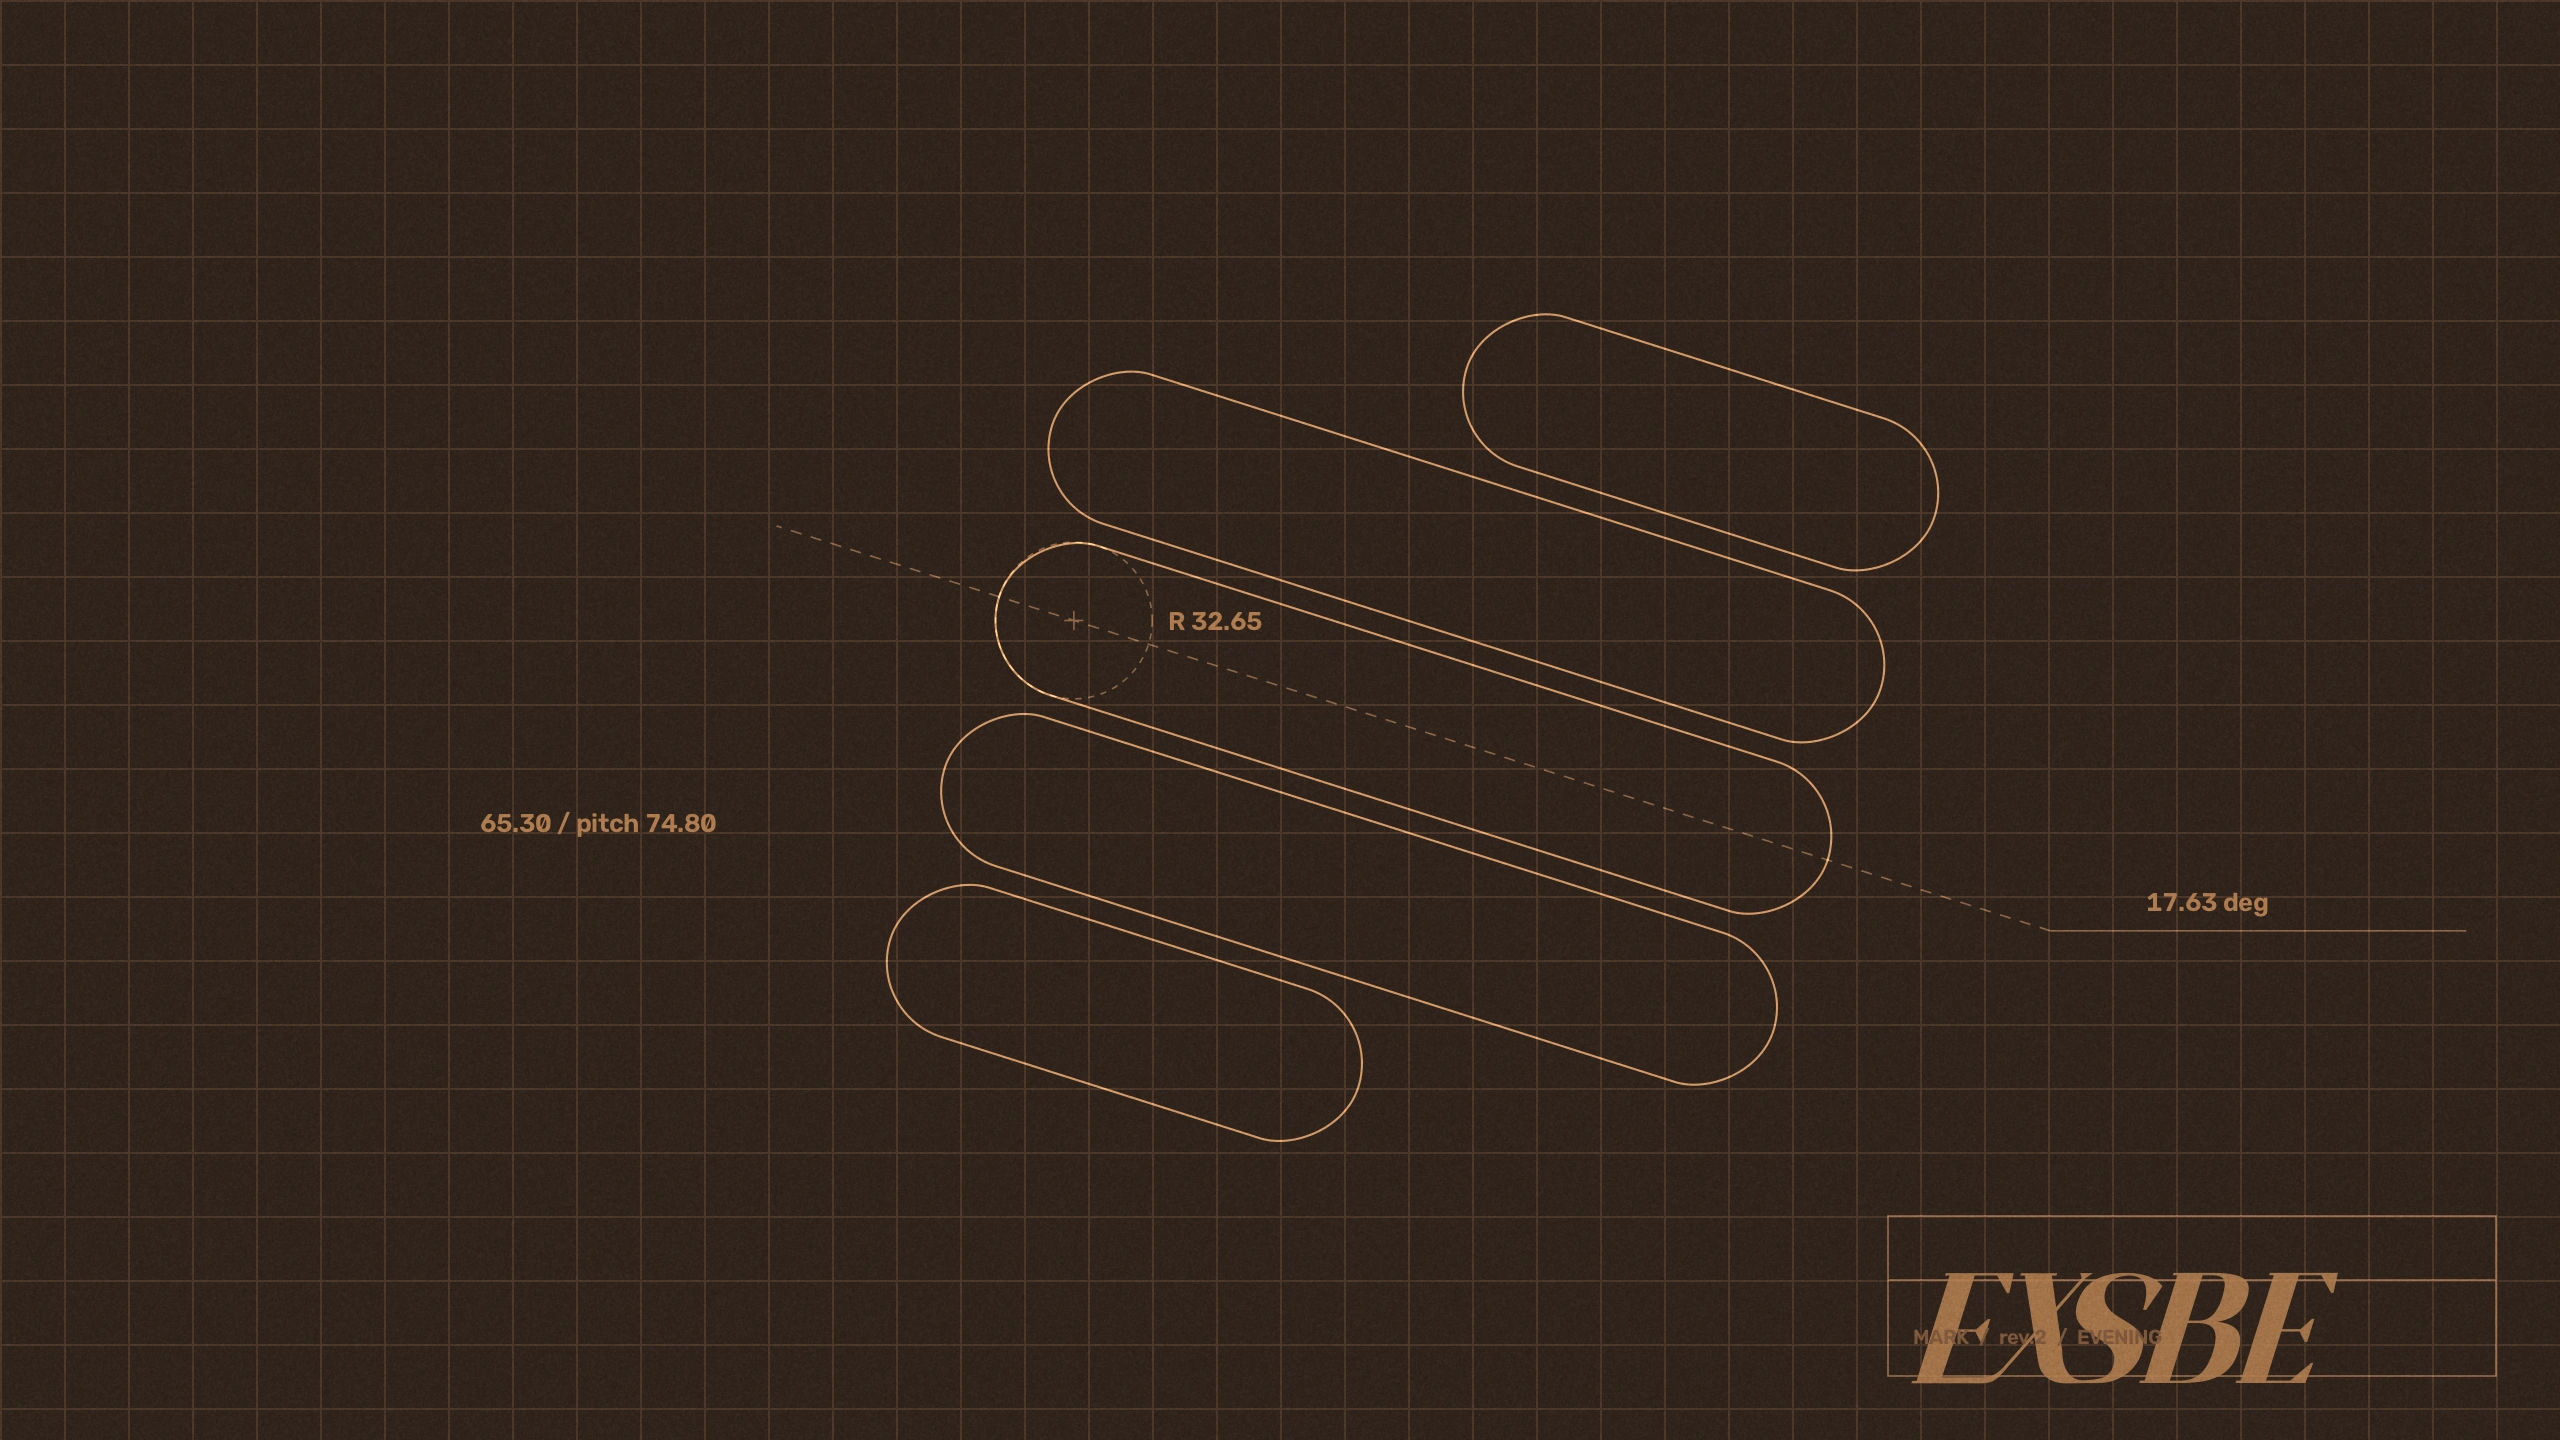 R 32.65
65.30 / pitch 74.80
17.63 deg
EXSBE
MARK / rev.2 / EVENING